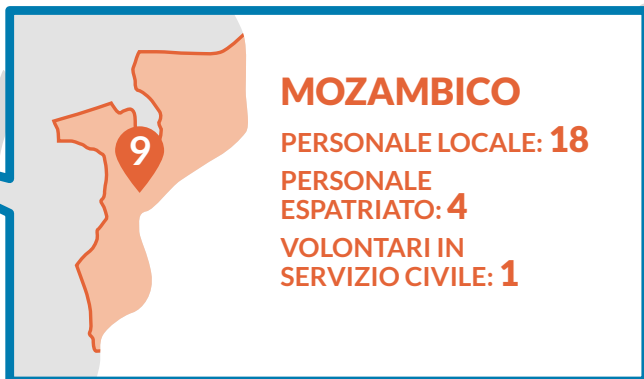 9
MOZAMBICO
PERSONALE LOCALE: 18
PERSONALE
ESPATRIATO: 4
VOLONTARI IN
SERVIZIO CIVILE: 1